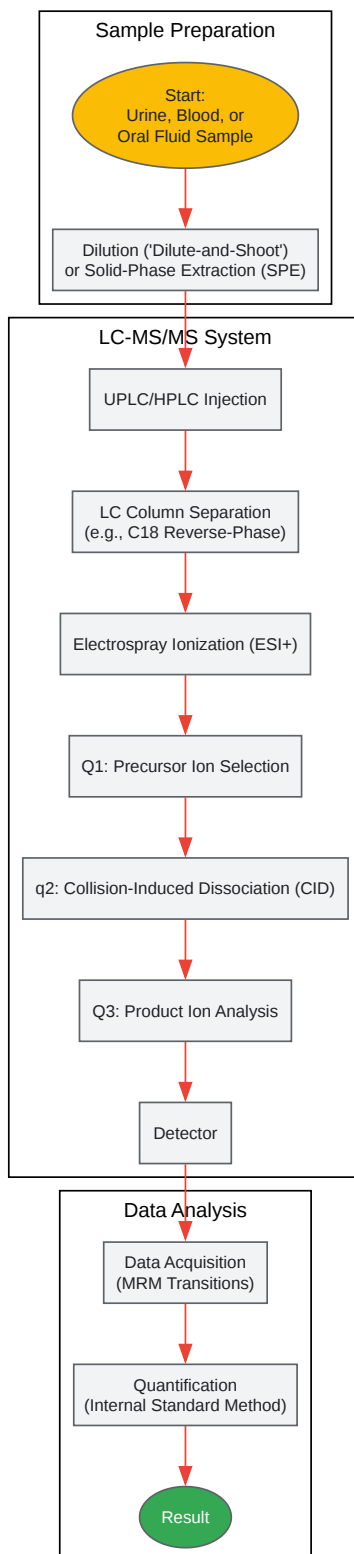 Sample Preparation
Start:
Urine, Blood, or
Oral Fluid Sample
Dilution ('Dilute-and-Shoot')
or Solid-Phase Extraction (SPE)
LC-MS/MS System
UPLC/HPLC Injection
LC Column Separation
(e.g., C18 Reverse-Phase)
Electrospray Ionization (ESI+)
Q1: Precursor Ion Selection
q2: Collision-Induced Dissociation (CID)
Q3: Product Ion Analysis
Detector
Data Analysis
Data Acquisition
(MRM Transitions)
Quantification
(Internal Standard Method)
Result